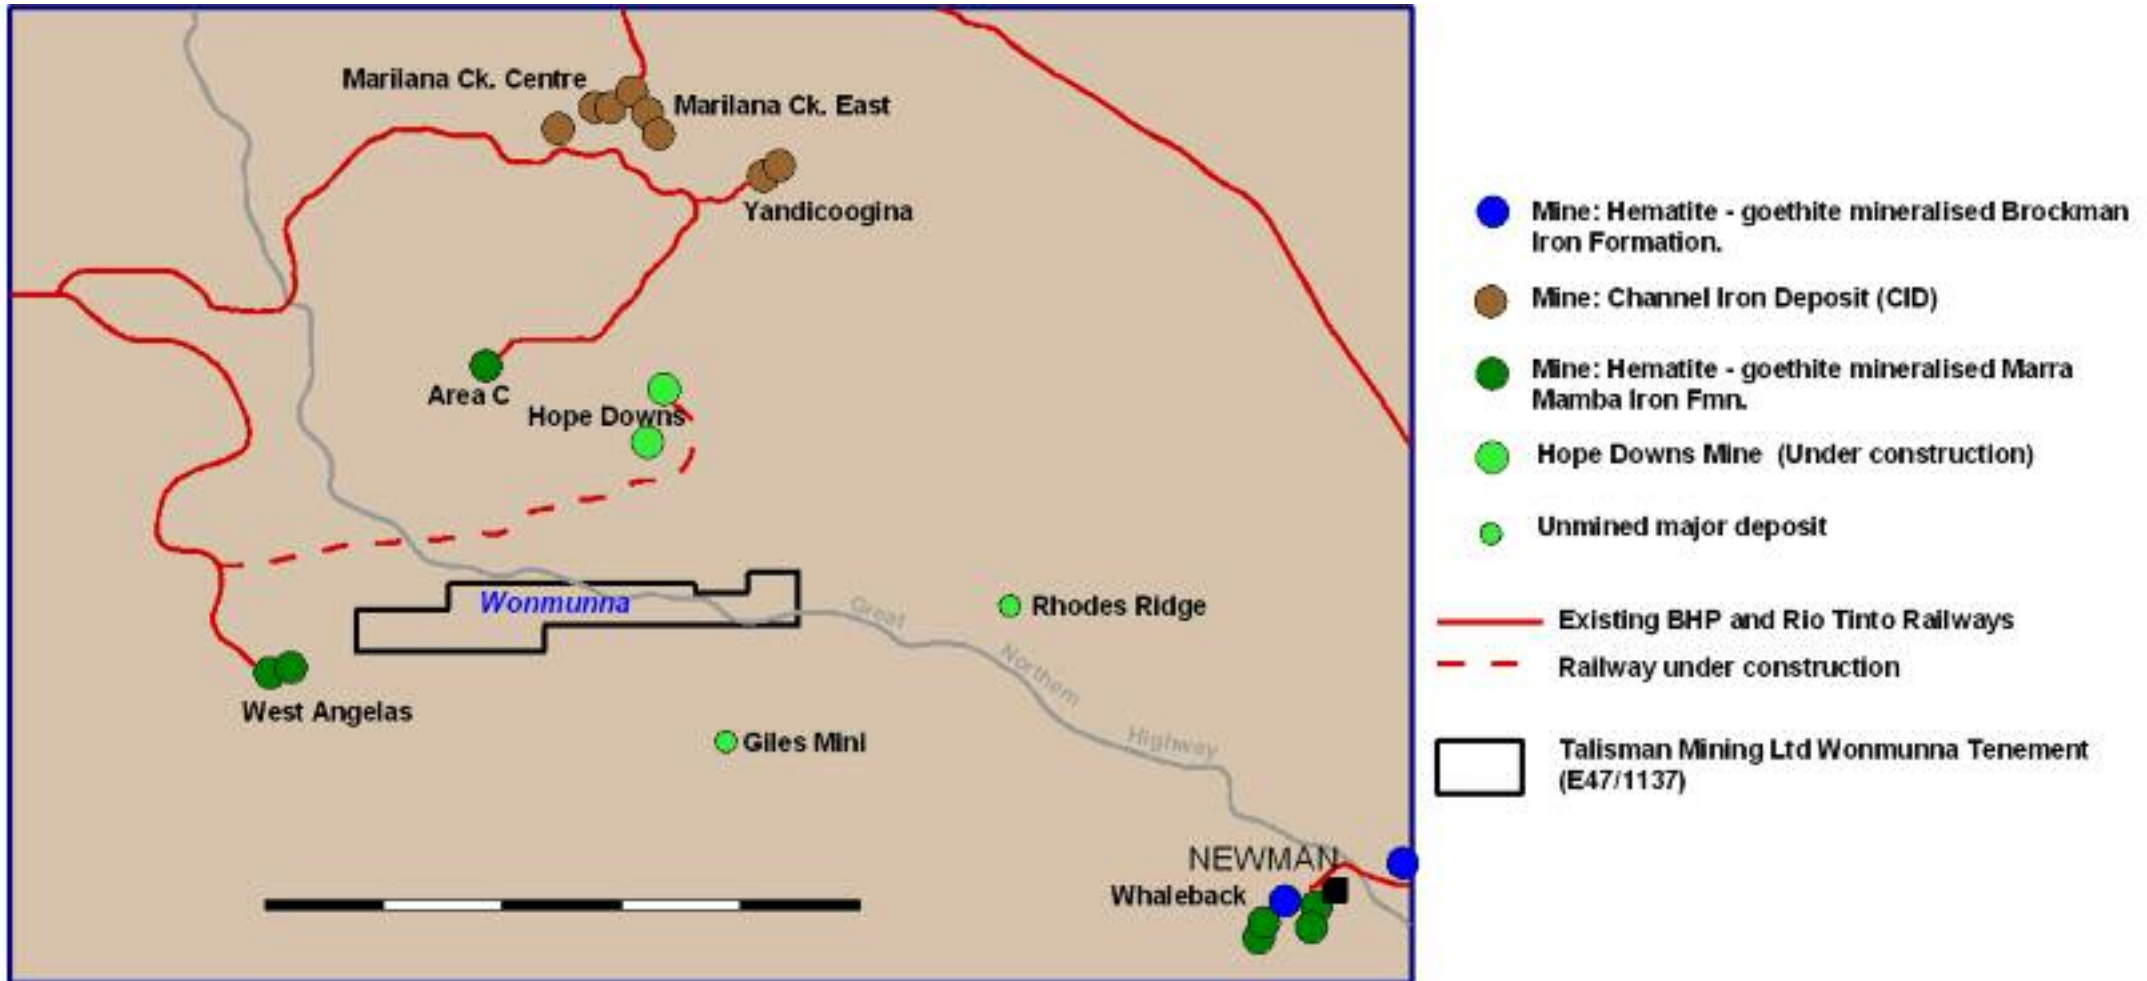 Marilana Ck. Centre
Marilana Ck. East
Yandicoogina
Area C
Hope Downs
Wonmunna
Great
Northern
Highway
Rhodes Ridge
West Angelas
Giles Mini
NEWMAN
Whaleback
Mine: Hematite - goethite mineralised Brockman
Iron Formation.
Mine: Channel Iron Deposit (CID)
Mine: Hematite - goethite mineralised Marra
Mamba Iron Fmn.
Hope Downs Mine (Under construction)
Unmined major deposit
Existing BHP and Rio Tinto Railways
Railway under construction
Talisman Mining Ltd Wonmunna Tenement
(E47/1137)